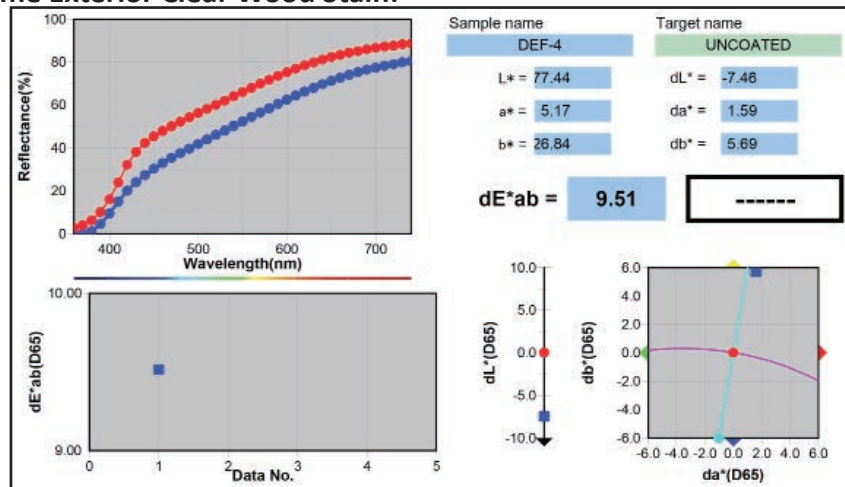 Exterior Clear Wood Stain.
Sample name
Target name
DEF-4
UNCOATED
L* = 77.44
dL* = -7.46
a* = 5.17
da* = 1.59
b* = 26.84
db* = 5.69
dE*ab = 9.51
------
100
80
60
40
20
0
Reflectance(%)
400 500 600 700
Wavelength(nm)
10.00
9.00
dE*ab(D65)
0 1 2 3 4 5
Data No.
10.0
5.0
0.0
-5.0
-10.0
dL*(D65)
6.0
4.0
2.0
0.0
-2.0
-4.0
-6.0
db*(D65)
-6.0 -4.0 -2.0 0.0 2.0 4.0 6.0
da*(D65)